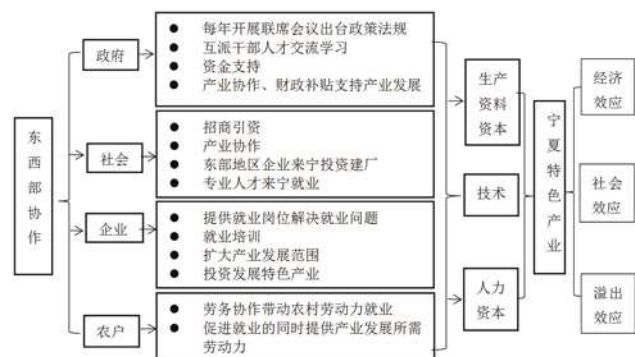 东西部协作
政府
每年开展联席会议出台政策法规
互派干部人才交流学习
资金支持
产业协作、财政补贴支持产业发展
社会
招商引资
产业协作
东部地区企业来宁投资建厂
专业人才来宁就业
企业
提供就业岗位解决就业问题
就业培训
扩大产业发展范围
投资发展特色产业
农户
劳务协作带动农村劳动力就业
促进就业的同时提供产业发展所需
劳动力
生产
资料
资本
技术
人力
资本
宁夏特色产业
经济
效应
社会
效应
溢出
效应